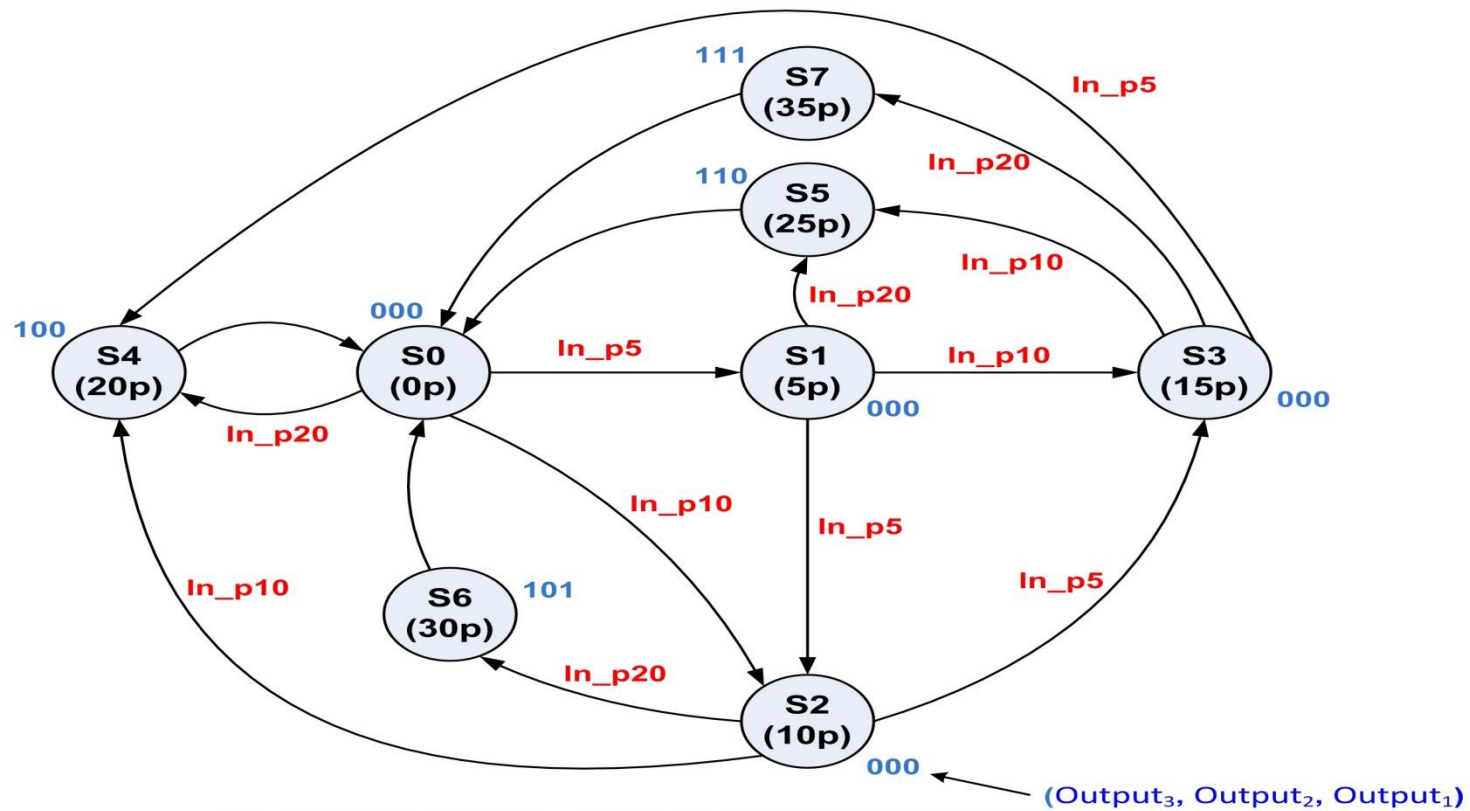 In_p5
111
S7
(35p)
In_p20
110
S5
(25p)
In_p10
In_p20
000
100
S4
(20p)
S0
(0p)
In_p5
S1
(5p)
In_p10
S3
(15p)
000
000
In_p20
In_p10
In_p5
In_p10
S6
(30p)
101
In_p5
In_p20
S2
(10p)
000
(Output₃, Output₂, Output₁)